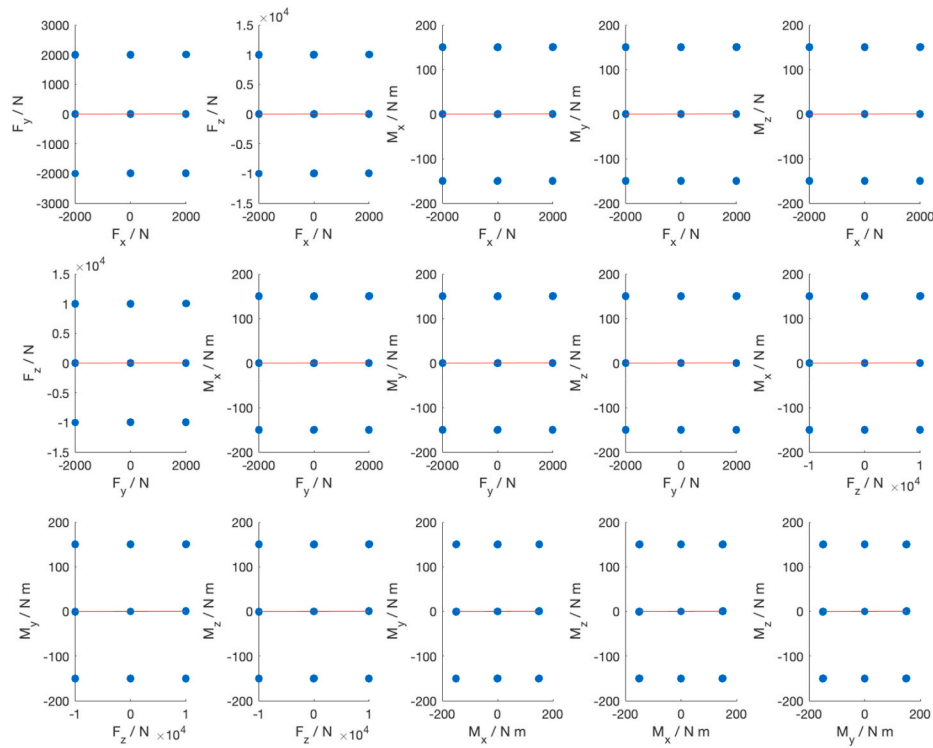 3000
2000
1000
0
-1000
-2000
-3000
F_y / N
-2000 0 2000
F_x / N
×10^4
1.5
1
0.5
0
-0.5
-1
-1.5
F_z / N
-2000 0 2000
F_x / N
200
100
0
-100
-200
M_x / N m
-2000 0 2000
F_x / N
200
100
0
-100
-200
M_y / N m
-2000 0 2000
F_x / N
200
100
0
-100
-200
M_z / N
-2000 0 2000
F_x / N
×10^4
1.5
1
0.5
0
-0.5
-1
-1.5
F_z / N
-2000 0 2000
F_y / N
200
100
0
-100
-200
M_x / N m
-2000 0 2000
F_y / N
200
100
0
-100
-200
M_y / N m
-2000 0 2000
F_y / N
200
100
0
-100
-200
M_z / N m
-2000 0 2000
F_y / N
200
100
0
-100
-200
M_x / N m
-1 0 1
F_z / N ×10^4
200
100
0
-100
-200
M_y / N m
-1 0 1
F_z / N ×10^4
200
100
0
-100
-200
M_z / N m
-1 0 1
F_z / N ×10^4
200
100
0
-100
-200
M_y / N m
-200 0 200
M_x / N m
200
100
0
-100
-200
M_z / N m
-200 0 200
M_x / N m
200
100
0
-100
-200
M_z / N m
-200 0 200
M_y / N m